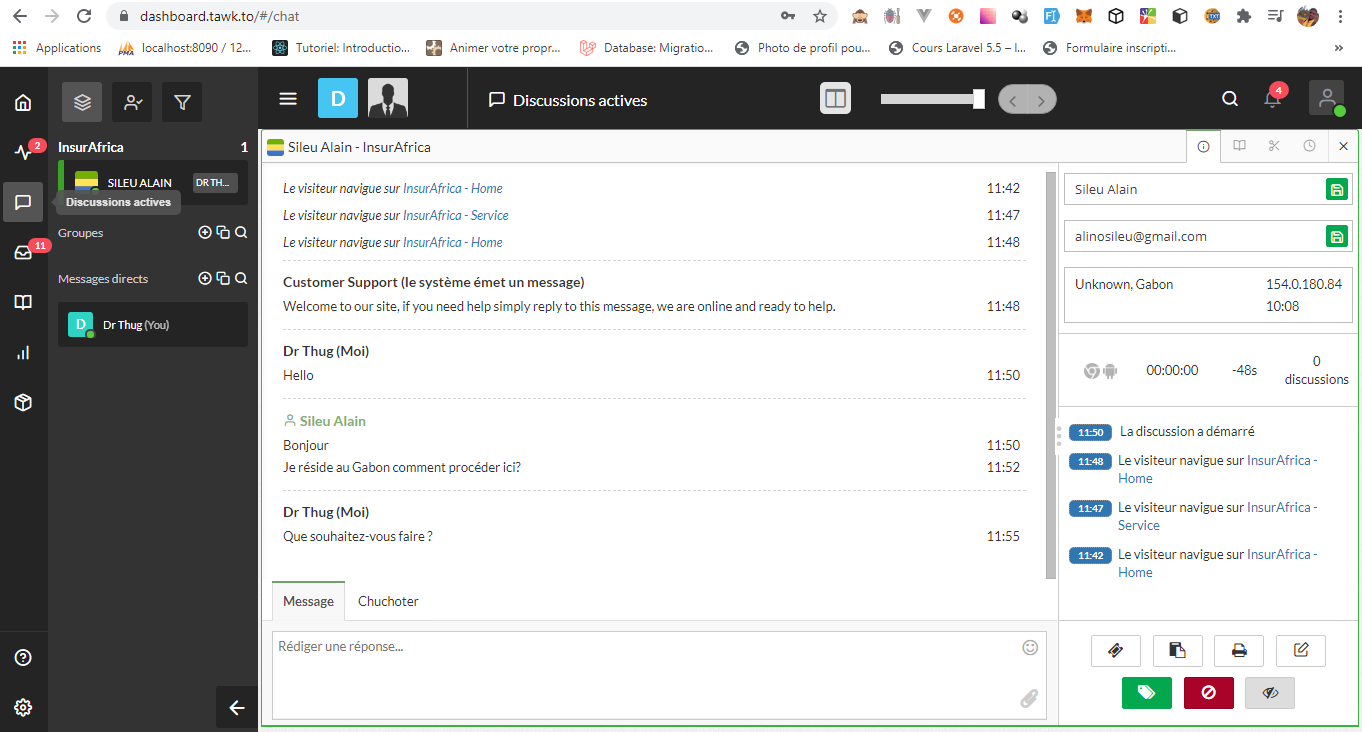 dashboard.tawk.to/#/chat
Applications
PMA
localhost:8090 / 12...
Tutoriel: Introductio...
Animer votre propr...
Database: Migratio...
Photo de profil pou...
Cours Laravel 5.5 – l...
Formulaire inscripti...
»
D
Discussions actives
4
2
11
InsurAfrica 1
SILEU ALAIN DR TH...
Discussions actives
Groupes
Messages directs
D Dr Thug (You)
Sileu Alain - InsurAfrica
Le visiteur navigue sur InsurAfrica - Home 11:42
Le visiteur navigue sur InsurAfrica - Service 11:47
Le visiteur navigue sur InsurAfrica - Home 11:48
Customer Support (le système émet un message)
Welcome to our site, if you need help simply reply to this message, we are online and ready to help. 11:48
Dr Thug (Moi)
Hello 11:50
Sileu Alain
Bonjour 11:50
Je réside au Gabon comment procéder ici? 11:52
Dr Thug (Moi)
Que souhaitez-vous faire ? 11:55
Message Chuchoter
Rédiger une réponse...
Sileu Alain
alinosileu@gmail.com
Unknown, Gabon 154.0.180.84
10:08
00:00:00 -48s 0
discussions
11:50 La discussion a démarré
11:48 Le visiteur navigue sur InsurAfrica -
Home
11:47 Le visiteur navigue sur InsurAfrica -
Service
11:42 Le visiteur navigue sur InsurAfrica -
Home